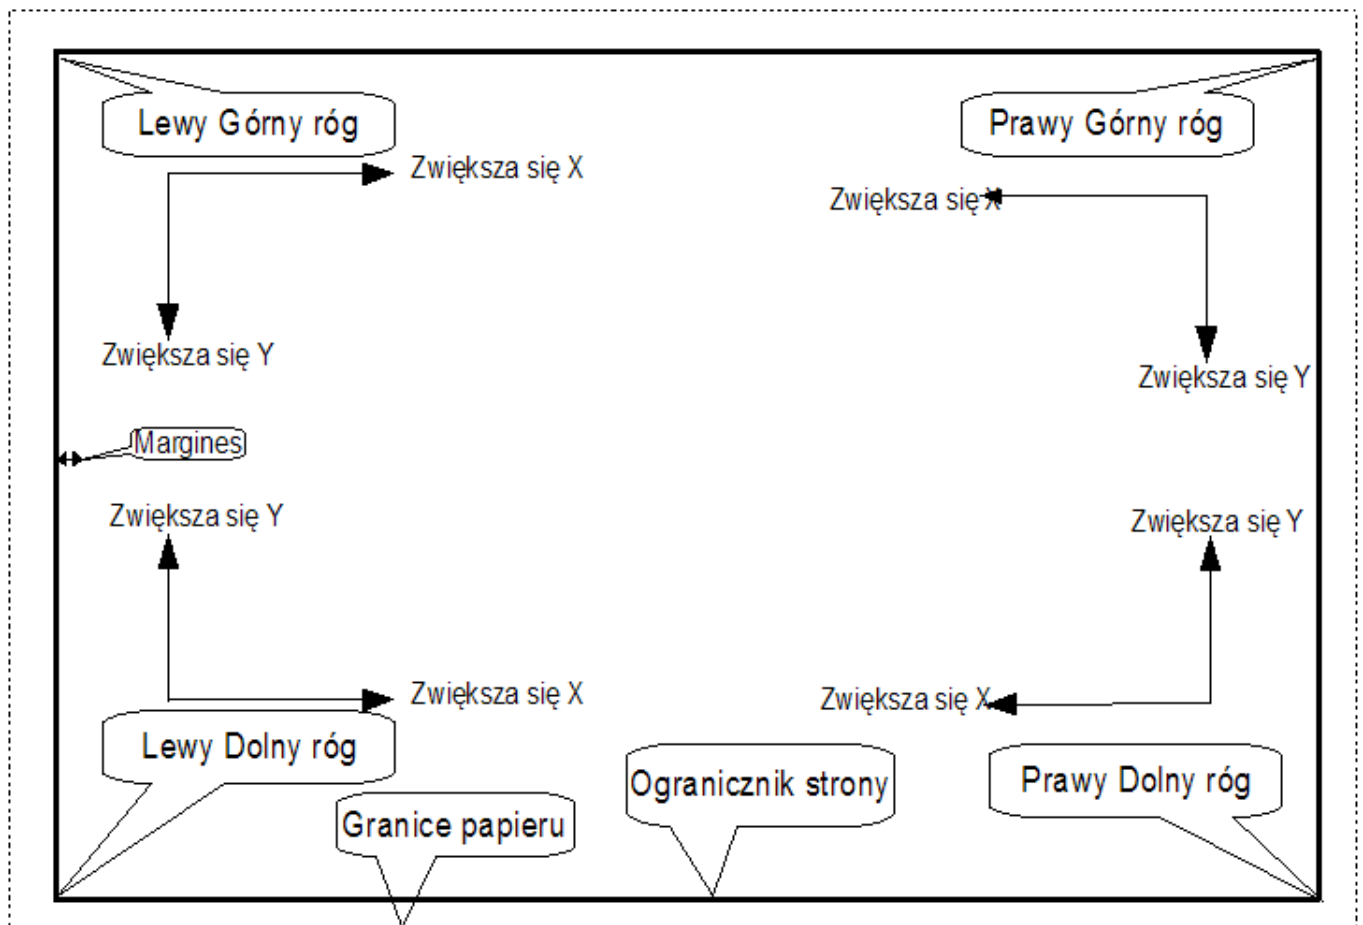 Lewy Górny róg
Prawy Górny róg
Zwiększa się X
Zwiększa się X
Zwiększa się Y
Zwiększa się Y
Margines
Zwiększa się Y
Zwiększa się Y
Zwiększa się X
Zwiększa się X
Lewy Dolny róg
Ogranicznik strony
Prawy Dolny róg
Granice papieru